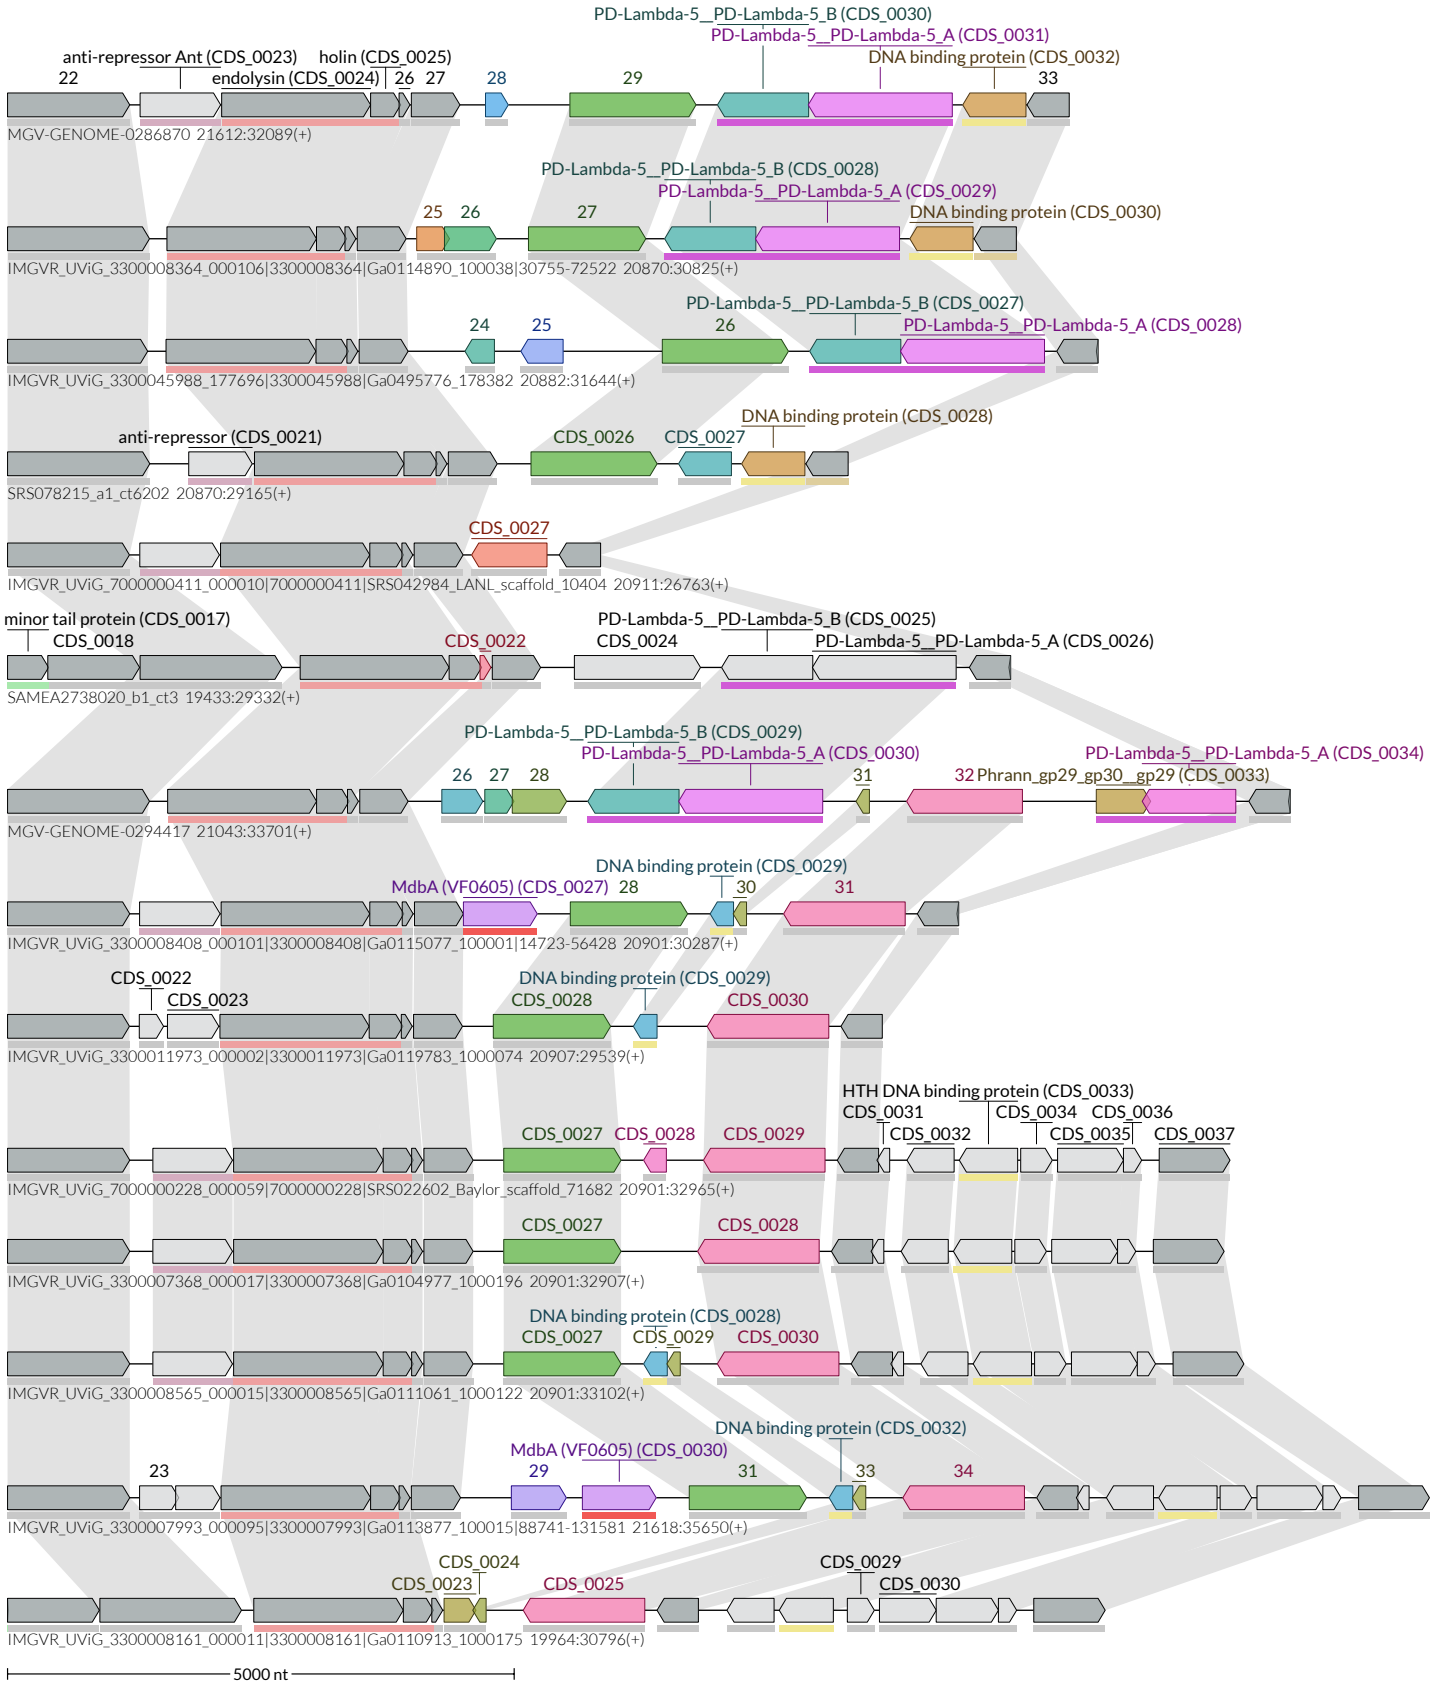 PD-Lambda-5__PD-Lambda-5_B (CDS_0030)
PD-Lambda-5__PD-Lambda-5_A (CDS_0031)
anti-repressor Ant (CDS_0023) holin (CDS_0025) DNA binding protein (CDS_0032)
22 endolysin (CDS_0024) 26 27 28 29 33
MGV-GENOME-0286870 21612:32089(+)
PD-Lambda-5__PD-Lambda-5_B (CDS_0028)
PD-Lambda-5__PD-Lambda-5_A (CDS_0029)
25 26 27 DNA binding protein (CDS_0030)
IMGVR_UViG_3300008364_000106|3300008364|Ga0114890_100038|30755-72522 20870:30825(+)
PD-Lambda-5__PD-Lambda-5_B (CDS_0027)
24 25 26 PD-Lambda-5__PD-Lambda-5_A (CDS_0028)
IMGVR_UViG_3300045988_177696|3300045988|Ga0495776_178382 20882:31644(+)
DNA binding protein (CDS_0028)
anti-repressor (CDS_0021) CDS_0026 CDS_0027
SRS078215_a1_ct6202 20870:29165(+)
CDS_0027
IMGVR_UViG_7000000411_000010|7000000411|SRS042984_LANL_scaffold_10404 20911:26763(+)
minor tail protein (CDS_0017) PD-Lambda-5__PD-Lambda-5_B (CDS_0025)
CDS_0018 CDS_0022 CDS_0024 PD-Lambda-5__PD-Lambda-5_A (CDS_0026)
SAMEA2738020_b1_ct3 19433:29332(+)
PD-Lambda-5__PD-Lambda-5_B (CDS_0029)
PD-Lambda-5__PD-Lambda-5_A (CDS_0030) PD-Lambda-5__PD-Lambda-5_A (CDS_0034)
26 27 28 31 32 Phrann_gp29_gp30__gp29 (CDS_0033)
MGV-GENOME-0294417 21043:33701(+)
DNA binding protein (CDS_0029)
MdbA (VF0605) (CDS_0027) 28 30 31
IMGVR_UViG_3300008408_000101|3300008408|Ga0115077_100001|14723-56428 20901:30287(+)
CDS_0022 DNA binding protein (CDS_0029)
CDS_0023 CDS_0028 CDS_0030
IMGVR_UViG_3300011973_000002|3300011973|Ga0119783_1000074 20907:29539(+)
HTH DNA binding protein (CDS_0033)
CDS_0031 CDS_0034 CDS_0036
CDS_0027 CDS_0028 CDS_0029 CDS_0032 CDS_0035 CDS_0037
IMGVR_UViG_7000000228_000059|7000000228|SRS022602_Baylor_scaffold_71682 20901:32965(+)
CDS_0027 CDS_0028
IMGVR_UViG_3300007368_000017|3300007368|Ga0104977_1000196 20901:32907(+)
DNA binding protein (CDS_0028)
CDS_0027 CDS_0029 CDS_0030
IMGVR_UViG_3300008565_000015|3300008565|Ga0111061_1000122 20901:33102(+)
DNA binding protein (CDS_0032)
MdbA (VF0605) (CDS_0030)
23 29 31 33 34
IMGVR_UViG_3300007993_000095|3300007993|Ga0113877_100015|88741-131581 21618:35650(+)
CDS_0024 CDS_0029
CDS_0023 CDS_0025 CDS_0030
IMGVR_UViG_3300008161_000011|3300008161|Ga0110913_1000175 19964:30796(+)
5000 nt